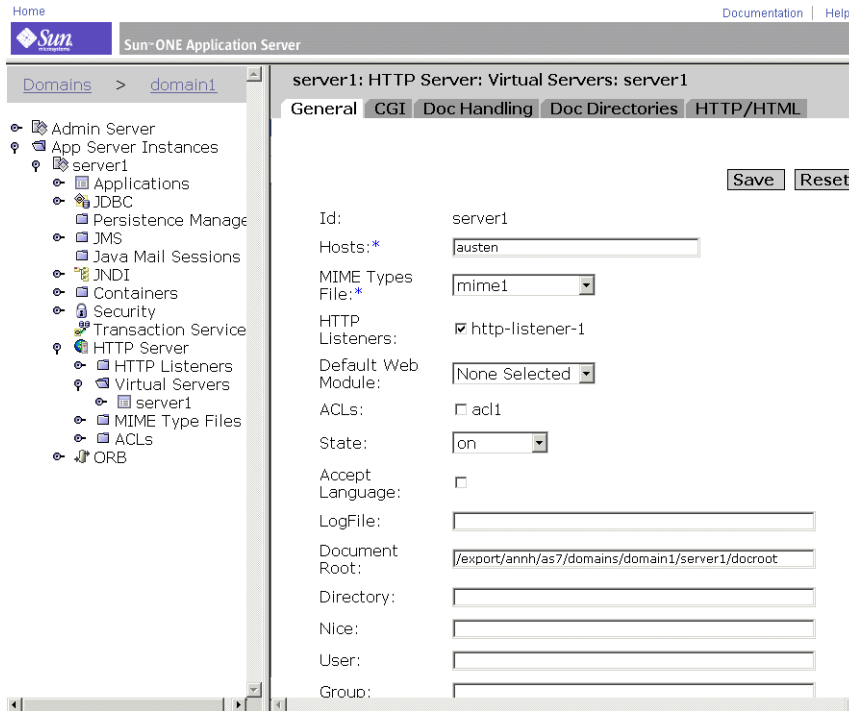 Home
Documentation | Help
Sun
microsystems
Sun™ONE Application Server
Domains > domain1
Admin Server
App Server Instances
server1
Applications
JDBC
Persistence Manage
JMS
Java Mail Sessions
JNDI
Containers
Security
Transaction Service
HTTP Server
HTTP Listeners
Virtual Servers
server1
MIME Type Files
ACLs
ORB
server1: HTTP Server: Virtual Servers: server1
General CGI Doc Handling Doc Directories HTTP/HTML
Save Reset
Id: server1
Hosts:* austen
MIME Types
File:* mime1
HTTP
Listeners: http-listener-1
Default Web
Module: None Selected
ACLs: acl1
State: on
Accept
Language:
LogFile:
Document
Root: /export/annh/as7/domains/domain1/server1/docroot
Directory:
Nice:
User:
Group: